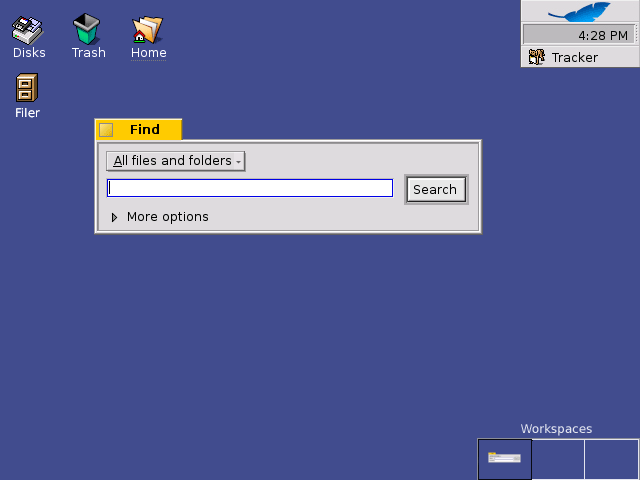 Disks
Trash
Home
4:28 PM
Tracker
Filer
Find
All files and folders
Search
More options
Workspaces